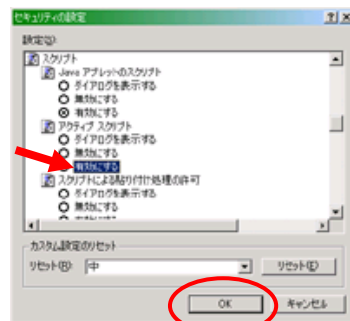 セキュリティの設定
設定(S):
スクリプト
Java アプレットのスクリプト
ダイアログを表示する
無効にする
有効にする
アクティブ スクリプト
ダイアログを表示する
無効にする
有効にする
スクリプトによる貼り付け処理の許可
ダイアログを表示する
無効にする
有効にする
カスタム設定のリセット
リセット(R):
中
リセット(E)
OK
キャンセル